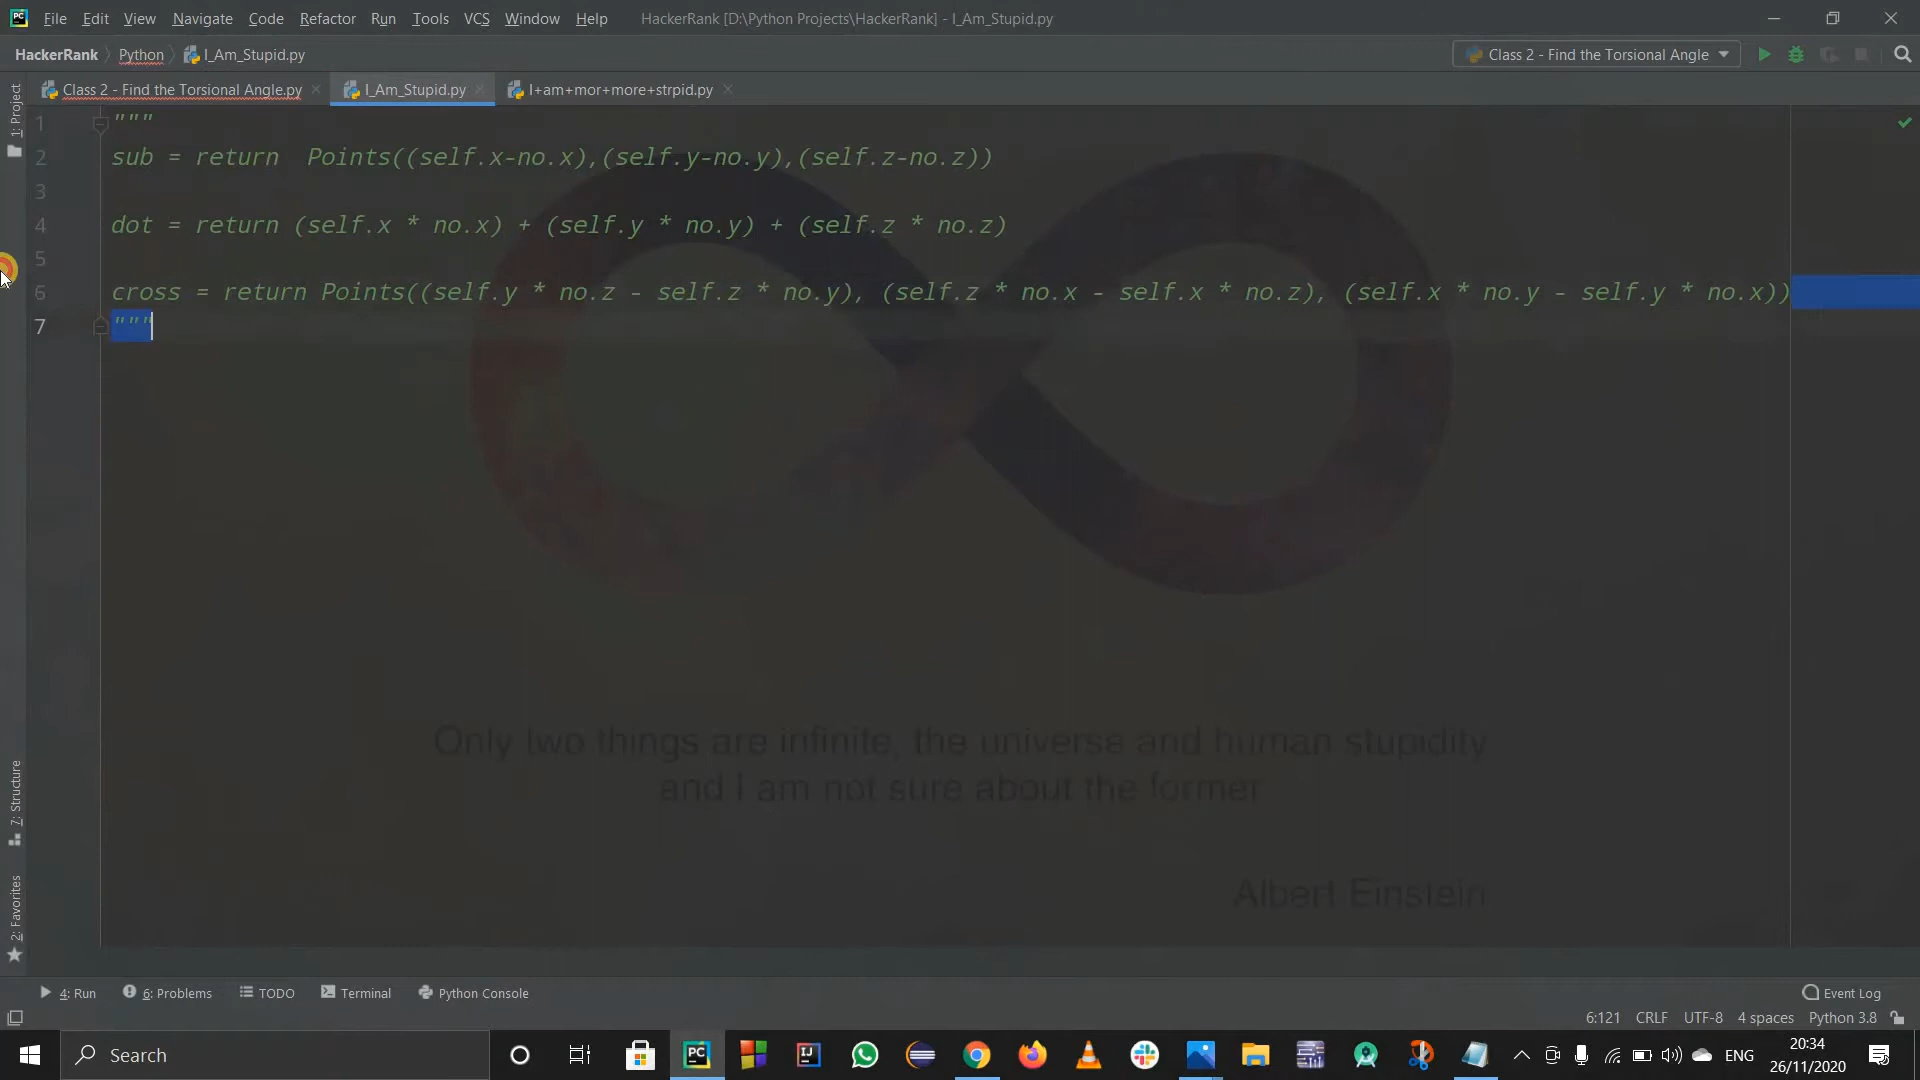 File Edit View Navigate Code Refactor Run Tools VCS Window Help HackerRank [D:\Python Projects\HackerRank] - I_Am_Stupid.py
HackerRank Python I_Am_Stupid.py Class 2 - Find the Torsional Angle
Class 2 - Find the Torsional Angle.py I_Am_Stupid.py I+am+mor+more+strpid.py
1: Project
1 """
2 sub = return  Points((self.x-no.x),(self.y-no.y),(self.z-no.z))
3
4 dot = return (self.x * no.x) + (self.y * no.y) + (self.z * no.z)
5
6 cross = return Points((self.y * no.z - self.z * no.y), (self.z * no.x - self.x * no.z), (self.x * no.y - self.y * no.x))
7 """
Only two things are infinite, the universe and human stupidity
and I am not sure about the former
Albert Einstein
7: Structure
2: Favorites
4: Run 6: Problems TODO Terminal Python Console Event Log
6:121 CRLF UTF-8 4 spaces Python 3.8
Search ENG 20:34
26/11/2020